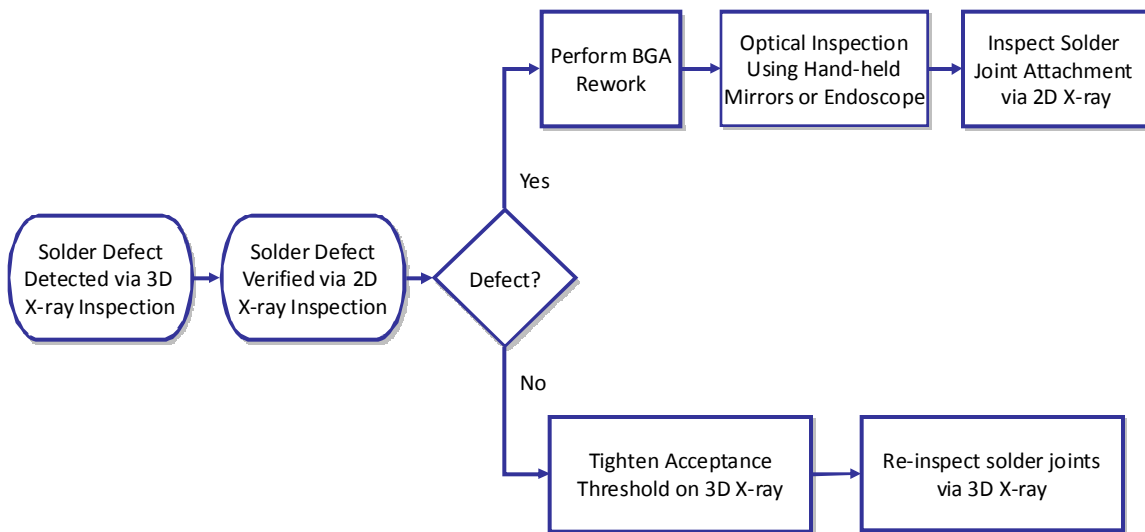 Solder Defect
Detected via 3D
X-ray Inspection
Solder Defect
Verified via 2D
X-ray Inspection
Defect?
Yes
Perform BGA
Rework
Optical Inspection
Using Hand-held
Mirrors or Endoscope
Inspect Solder
Joint Attachment
via 2D X-ray
No
Tighten Acceptance
Threshold on 3D X-ray
Re-inspect solder joints
via 3D X-ray